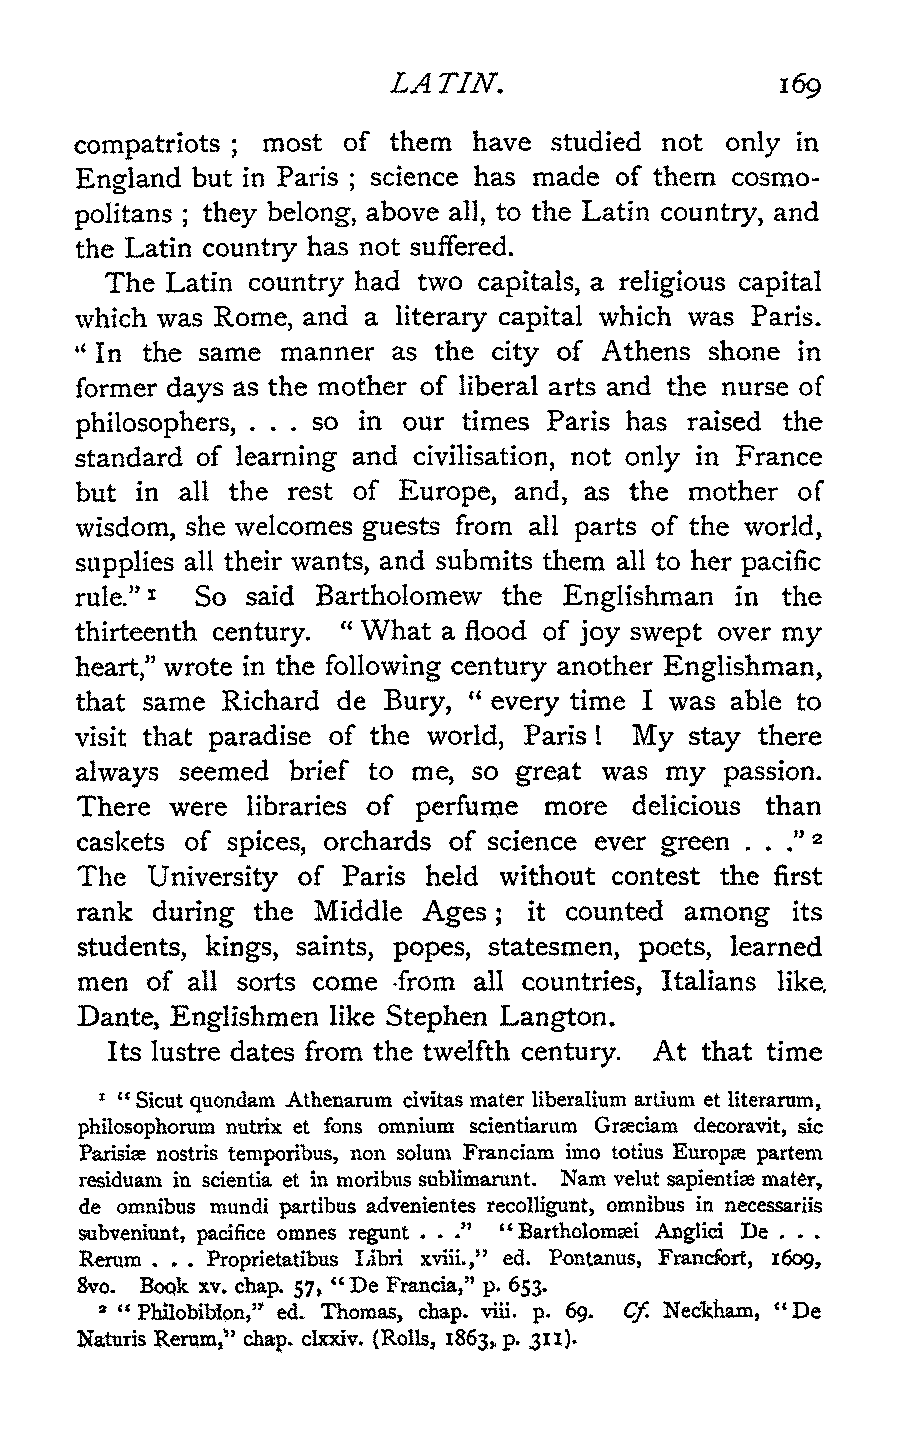 LATIN. 169
compatriots ; most of them have studied not only in
England but in Paris ; science has made of them cosmo-
politans ; they belong, above all, to the Latin country, and
the Latin country has not suffered.
The Latin country had two capitals, a religious capital
which was Rome, and a literary capital which was Paris.
“ In the same manner as the city of Athens shone in
former days as the mother of liberal arts and the nurse of
philosophers, . . . so in our times Paris has raised the
standard of learning and civilisation, not only in France
but in all the rest of Europe, and, as the mother of
wisdom, she welcomes guests from all parts of the world,
supplies all their wants, and submits them all to her pacific
rule.” ¹ So said Bartholomew the Englishman in the
thirteenth century. “ What a flood of joy swept over my
heart,” wrote in the following century another Englishman,
that same Richard de Bury, “ every time I was able to
visit that paradise of the world, Paris ! My stay there
always seemed brief to me, so great was my passion.
There were libraries of perfume more delicious than
caskets of spices, orchards of science ever green . . .” ²
The University of Paris held without contest the first
rank during the Middle Ages ; it counted among its
students, kings, saints, popes, statesmen, poets, learned
men of all sorts come from all countries, Italians like
Dante, Englishmen like Stephen Langton.
Its lustre dates from the twelfth century. At that time
¹ “ Sicut quondam Athenarum civitas mater liberalium artium et literarum,
philosophorum nutrix et fons omnium scientiarum Græciam decoravit, sic
Parisiæ nostris temporibus, non solum Franciam imo totius Europæ partem
residuam in scientia et in moribus sublimarunt. Nam velut sapientiæ mater,
de omnibus mundi partibus advenientes recolligunt, omnibus in necessariis
subveniunt, pacifice omnes regunt . . .” “ Bartholomæi Anglici De . . .
Rerum . . . Proprietatibus Libri xviii.,” ed. Pontanus, Francfort, 1609,
8vo. Book xv. chap. 57, “ De Francia,” p. 653.
² “ Philobiblon,” ed. Thomas, chap. viii. p. 69. Cf. Neckham, “ De
Naturis Rerum,” chap. clxxiv. (Rolls, 1863, p. 311).